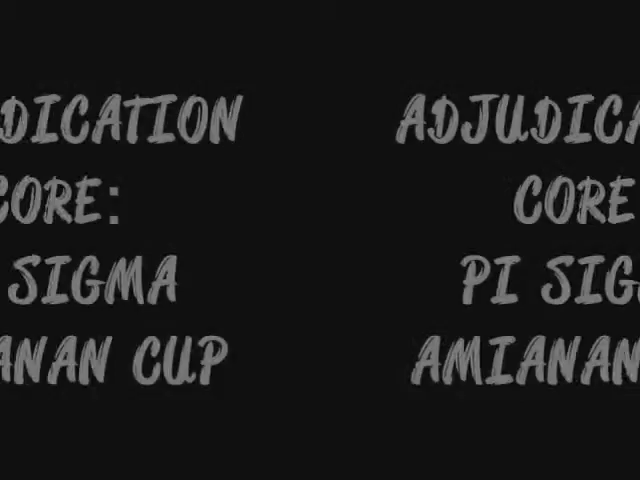 DICATION ADJUDICA
CORE: CORE
SIGMA PI SIG
ANAN CUP AMIANAN